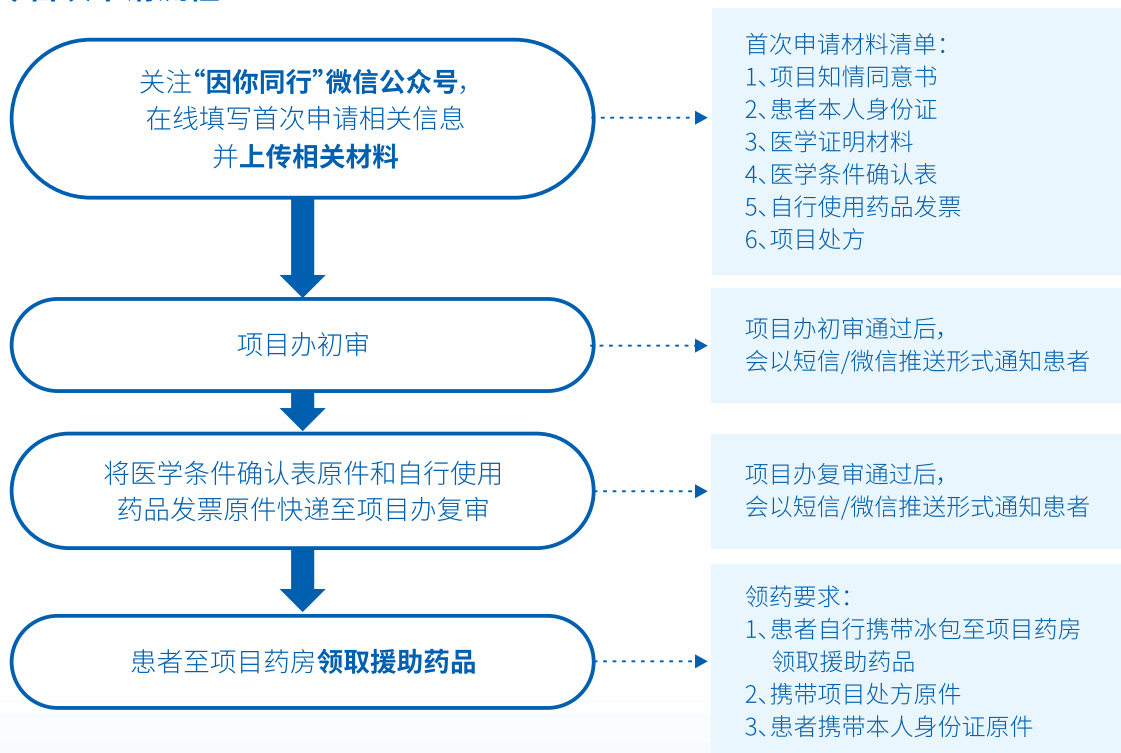 关注“因你同行”微信公众号，
在线填写首次申请相关信息
并上传相关材料
首次申请材料清单：
1、项目知情同意书
2、患者本人身份证
3、医学证明材料
4、医学条件确认表
5、自行使用药品发票
6、项目处方
项目办初审
项目办初审通过后，
会以短信/微信推送形式通知患者
将医学条件确认表原件和自行使用
药品发票原件快递至项目办复审
项目办复审通过后，
会以短信/微信推送形式通知患者
患者至项目药房领取援助药品
领药要求：
1、患者自行携带冰包至项目药房
领取援助药品
2、携带项目处方原件
3、患者携带本人身份证原件